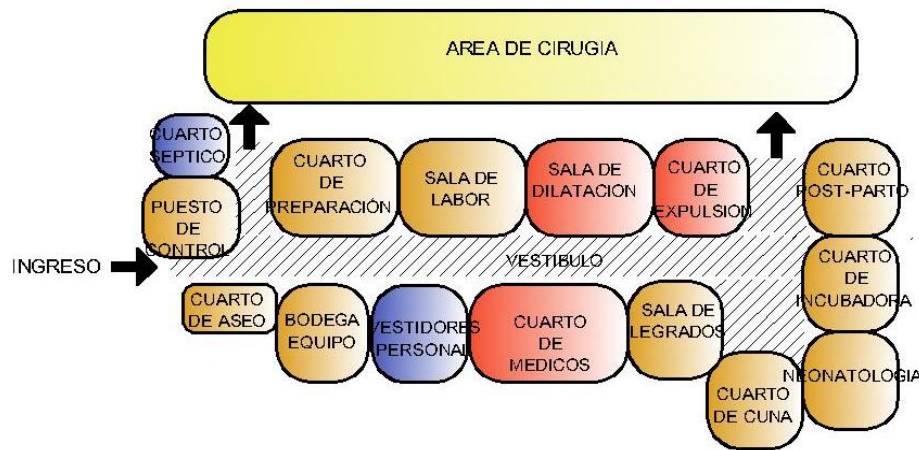 AREA DE CIRUGIA
CUARTO
SEPTICO
PUESTO
DE
CONTROL
CUARTO
DE
PREPARACIÓN
SALA DE
LABOR
SALA DE
DILATACION
CUARTO
DE
EXPULSION
CUARTO
POST-PARTO
INGRESO
VESTIBULO
CUARTO
DE
INCUBADORA
CUARTO
DE ASEO
BODEGA
EQUIPO
VESTIDORES
PERSONAL
CUARTO
DE
MEDICOS
SALA DE
LEGRADOS
CUARTO
DE CUNA
NEONATOLOGIA